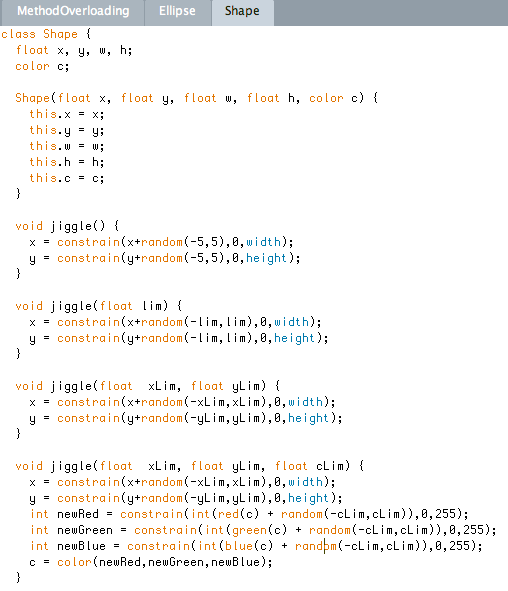 MethodOverloading Ellipse Shape
class Shape {
  float x, y, w, h;
  color c;

  Shape(float x, float y, float w, float h, color c) {
    this.x = x;
    this.y = y;
    this.w = w;
    this.h = h;
    this.c = c;
  }

  void jiggle() {
    x = constrain(x+random(-5,5),0,width);
    y = constrain(y+random(-5,5),0,height);
  }

  void jiggle(float lim) {
    x = constrain(x+random(-lim,lim),0,width);
    y = constrain(y+random(-lim,lim),0,height);
  }

  void jiggle(float  xLim, float yLim) {
    x = constrain(x+random(-xLim,xLim),0,width);
    y = constrain(y+random(-yLim,yLim),0,height);
  }

  void jiggle(float  xLim, float yLim, float cLim) {
    x = constrain(x+random(-xLim,xLim),0,width);
    y = constrain(y+random(-yLim,yLim),0,height);
    int newRed = constrain(int(red(c) + random(-cLim,cLim)),0,255);
    int newGreen = constrain(int(green(c) + random(-cLim,cLim)),0,255);
    int newBlue = constrain(int(blue(c) + random(-cLim,cLim)),0,255);
    c = color(newRed,newGreen,newBlue);
  }